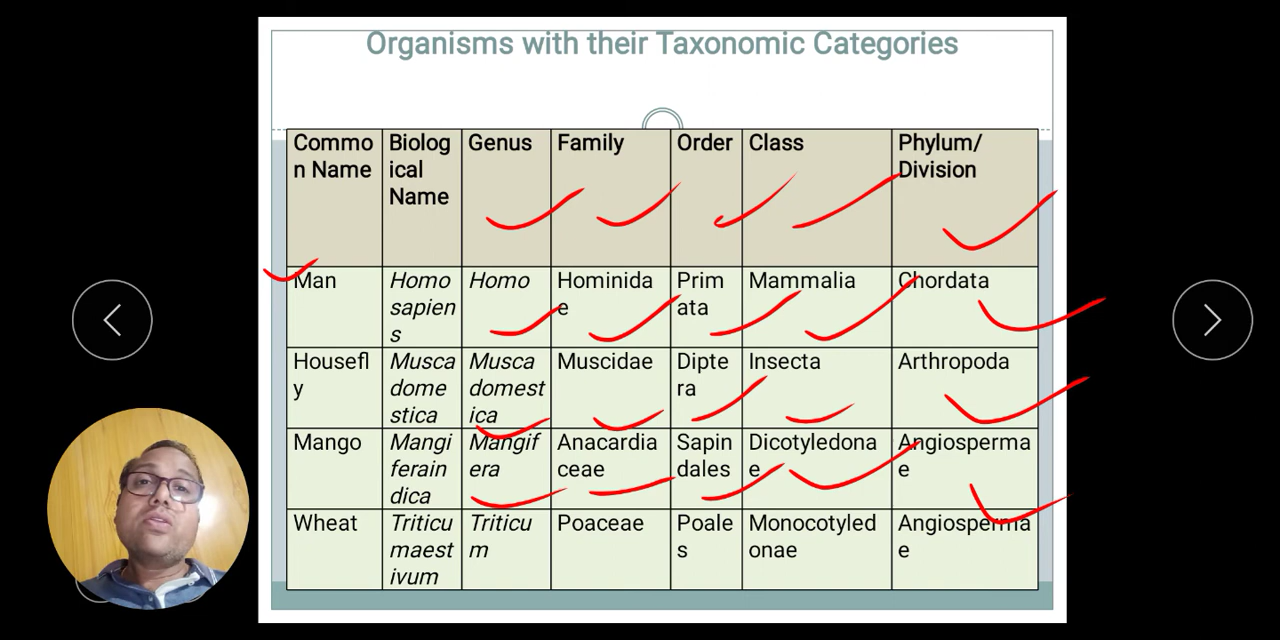 Organisms with their Taxonomic Categories
Commo Biolog Genus Family Order Class Phylum/
n Name ical Division
Name
Man Homo Homo Hominida Prim Mammalia Chordata
sapien e ata
s
Housefl Musca Musca Muscidae Dipte Insecta Arthropoda
y dome domest ra
stica ica
Mango Mangi Mangif Anacardia Sapin Dicotyledona Angiosperma
ferain era ceae dales e e
dica
Wheat Triticu Triticu Poaceae Poale Monocotyled Angiosperma
maest m s onae e
ivum